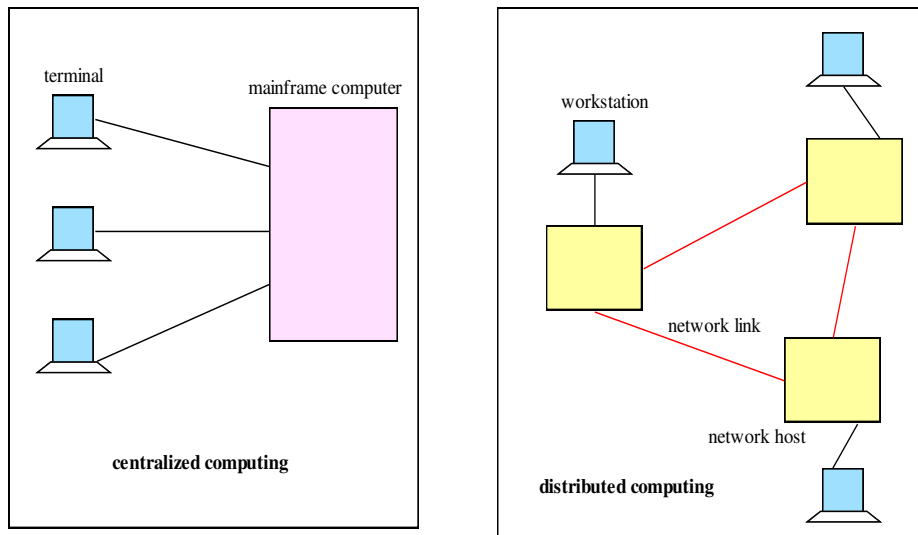 terminal
mainframe computer
centralized computing
workstation
network link
network host
distributed computing